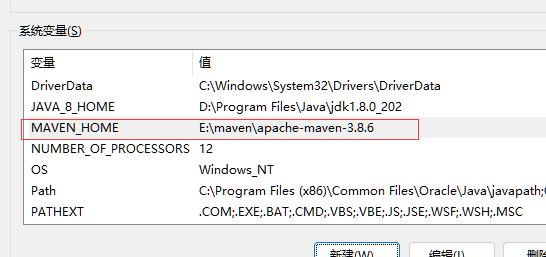 系统变量(S)
变量 值
DriverData C:\Windows\System32\Drivers\DriverData
JAVA_8_HOME D:\Program Files\Java\jdk1.8.0_202
MAVEN_HOME E:\maven\apache-maven-3.8.6
NUMBER_OF_PROCESSORS 12
OS Windows_NT
Path C:\Program Files (x86)\Common Files\Oracle\Java\javapath;
PATHEXT .COM;.EXE;.BAT;.CMD;.VBS;.VBE;.JS;.JSE;.WSF;.WSH;.MSC
新建(W)... 编辑(I)... 删除